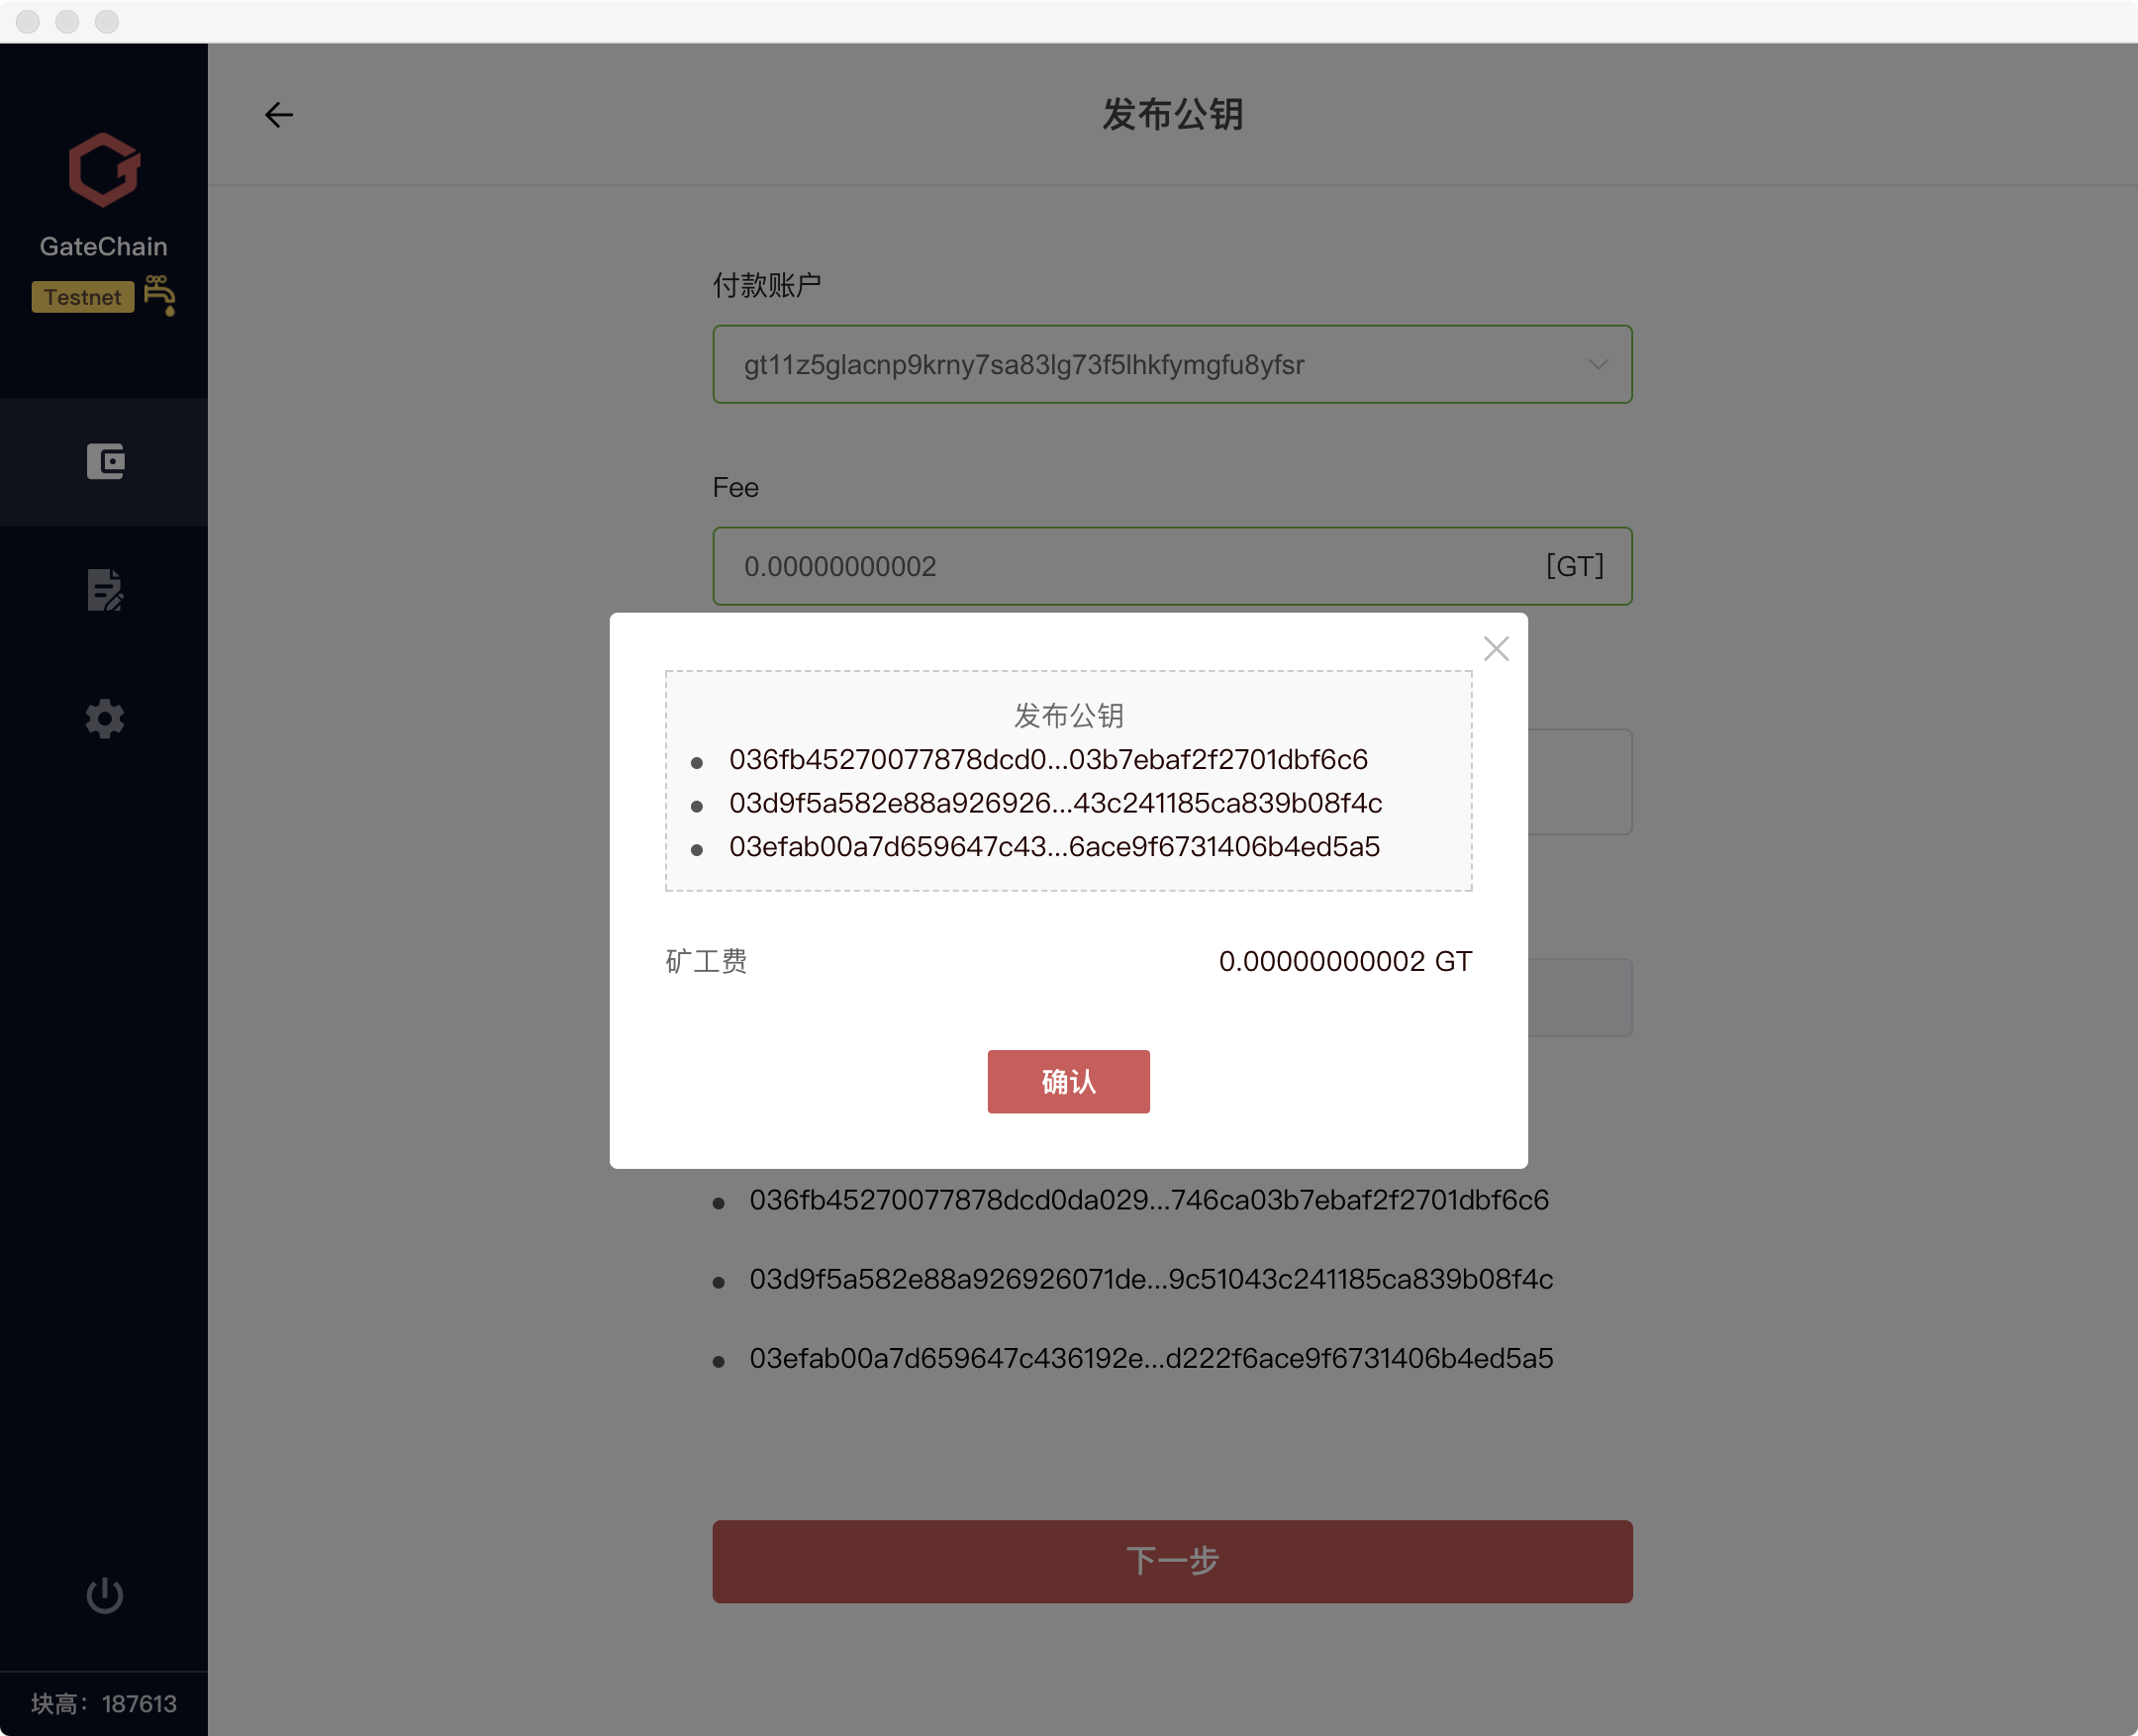 发布公钥
GateChain
Testnet
付款账户
gt11z5glacnp9krny7sa83lg73f5lhkfymgfu8yfsr
Fee
0.00000000002 [GT]
发布公钥
036fb45270077878dcd0...03b7ebaf2f2701dbf6c6
03d9f5a582e88a926926...43c241185ca839b08f4c
03efab00a7d659647c43...6ace9f6731406b4ed5a5
矿工费 0.00000000002 GT
确认
036fb45270077878dcd0da029...746ca03b7ebaf2f2701dbf6c6
03d9f5a582e88a926926071de...9c51043c241185ca839b08f4c
03efab00a7d659647c436192e...d222f6ace9f6731406b4ed5a5
下一步
块高：187613